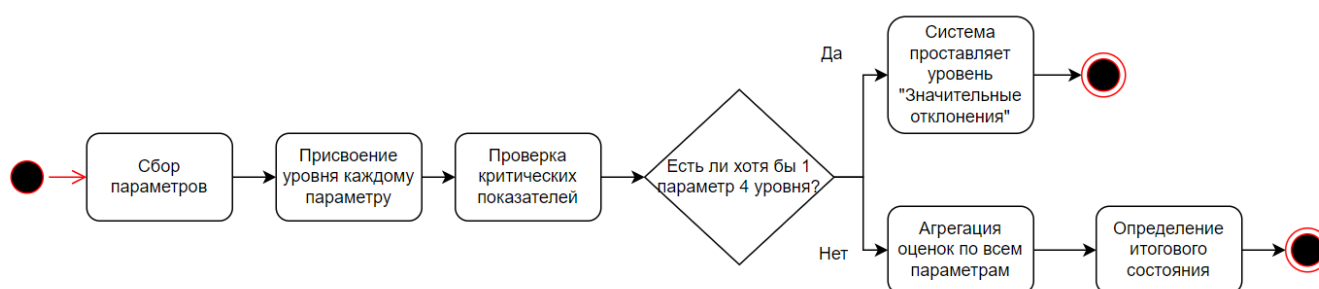 Сбор
параметров
Присвоение
уровня каждому
параметру
Проверка
критических
показателей
Есть ли хотя бы 1
параметр 4 уровня?
Да
Система
проставляет
уровень
"Значительные
отклонения"
Нет
Агрегация
оценок по всем
параметрам
Определение
итогового
состояния